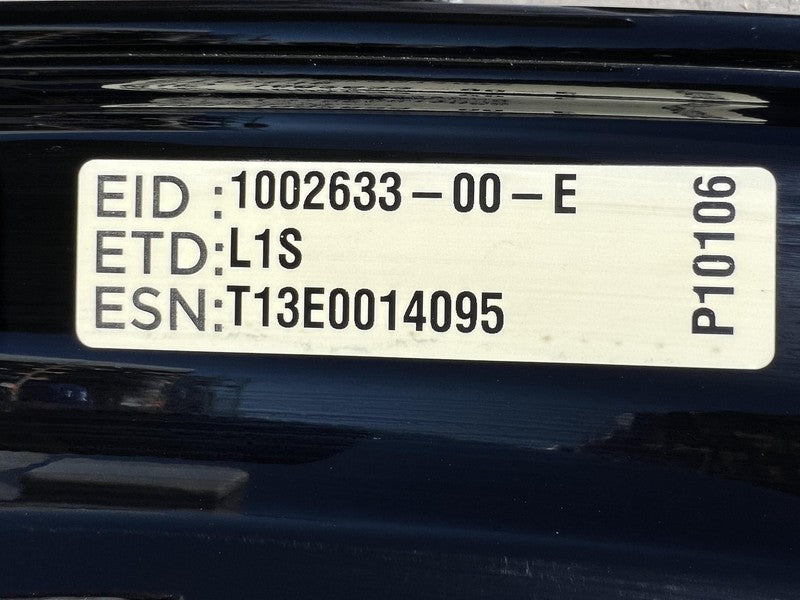 EID :1002633-00-E
ETD:L1S
ESN:T13E0014095
P10106